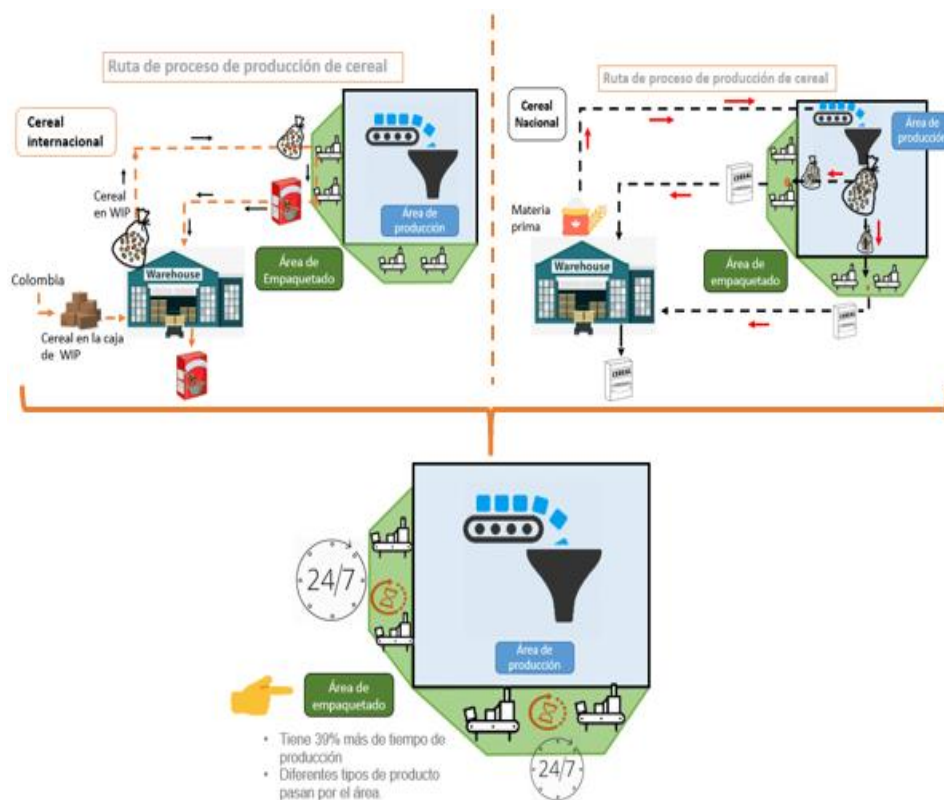 Ruta de proceso de producción de cereal
Cereal
internacional
Cereal
en WIP
Área de
producción
Área de
Empaquetado
Warehouse
Colombia
Cereal en la caja
de WIP
Ruta de proceso de producción de cereal
Cereal
Nacional
Área de
producción
CEREAL
Materia
prima
Área de
empaquetado
Warehouse
CEREAL
CEREAL
24/7
Área de
producción
Área de
empaquetado
• Tiene 39% más de tiempo de
producción
• Diferentes tipos de producto
pasan por el área.
24/7